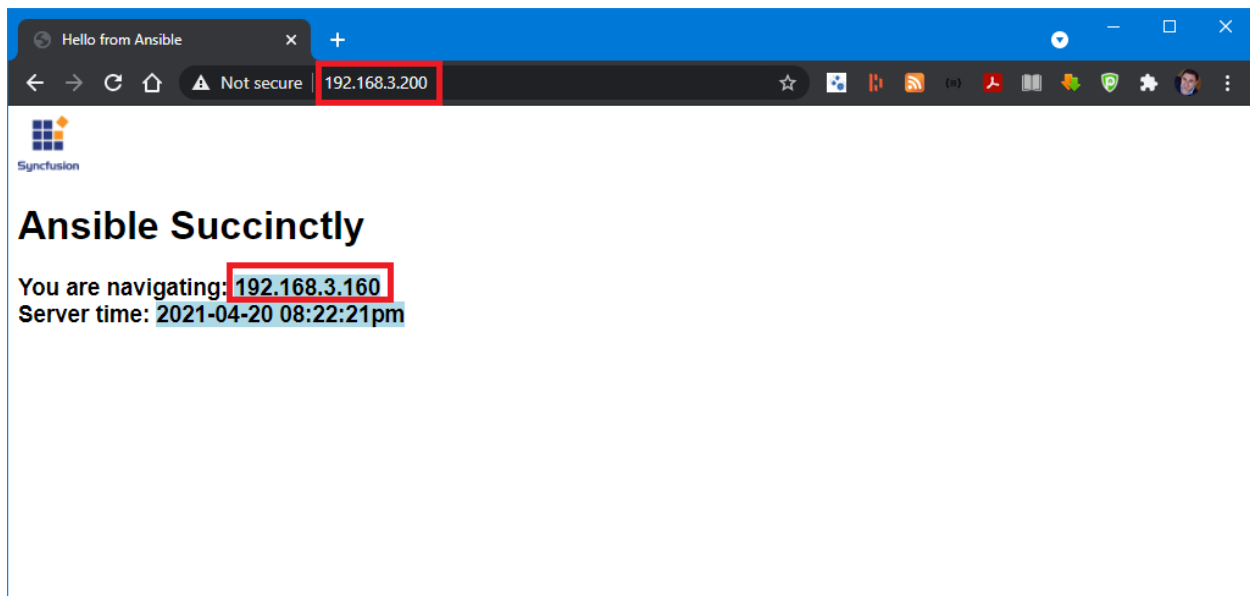 Hello from Ansible
Not secure 192.168.3.200
Syncfusion
Ansible Succinctly
You are navigating: 192.168.3.160
Server time: 2021-04-20 08:22:21pm